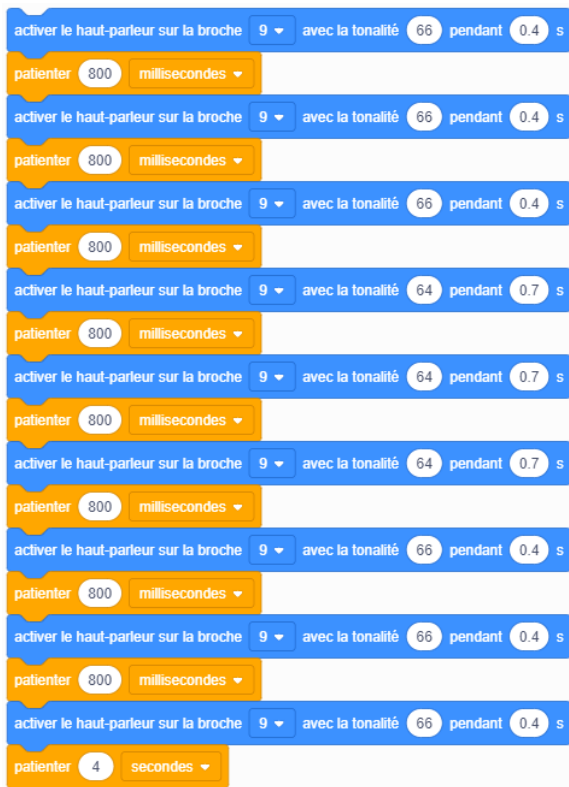 activer le haut-parleur sur la broche 9 avec la tonalité 66 pendant 0.4 s
patienter 800 millisecondes
activer le haut-parleur sur la broche 9 avec la tonalité 66 pendant 0.4 s
patienter 800 millisecondes
activer le haut-parleur sur la broche 9 avec la tonalité 66 pendant 0.4 s
patienter 800 millisecondes
activer le haut-parleur sur la broche 9 avec la tonalité 64 pendant 0.7 s
patienter 800 millisecondes
activer le haut-parleur sur la broche 9 avec la tonalité 64 pendant 0.7 s
patienter 800 millisecondes
activer le haut-parleur sur la broche 9 avec la tonalité 64 pendant 0.7 s
patienter 800 millisecondes
activer le haut-parleur sur la broche 9 avec la tonalité 66 pendant 0.4 s
patienter 800 millisecondes
activer le haut-parleur sur la broche 9 avec la tonalité 66 pendant 0.4 s
patienter 800 millisecondes
activer le haut-parleur sur la broche 9 avec la tonalité 66 pendant 0.4 s
patienter 4 secondes